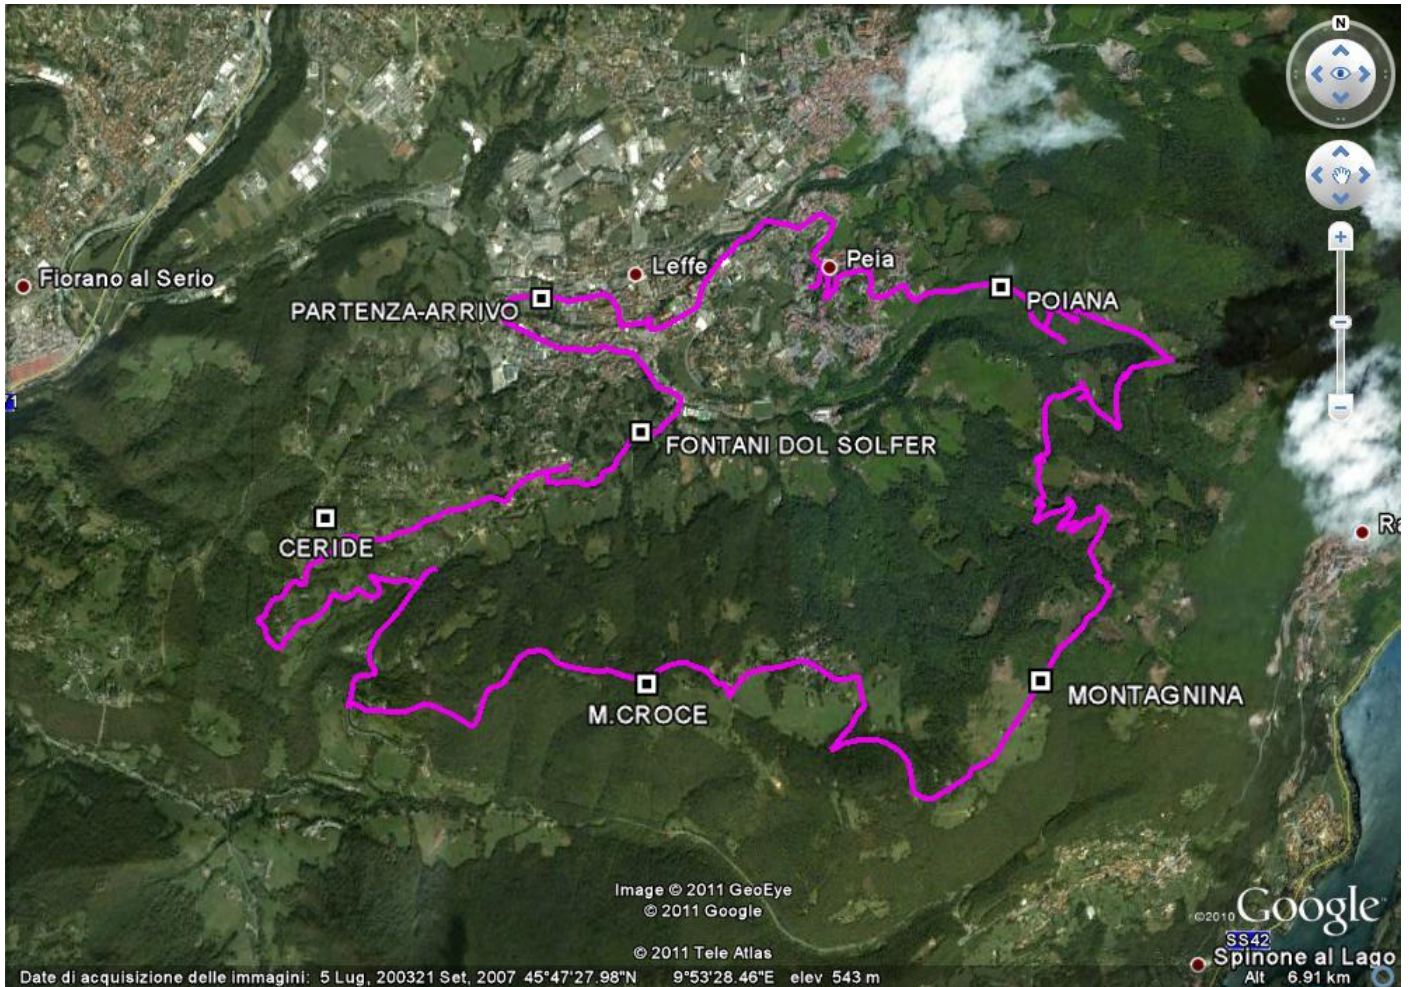 N
Fiorano al Serio
Leffe
Peia
PARTENZA-ARRIVO
POIANA
FONTANI DOL SOLFER
CERIDE
Ra
M.CROCE
MONTAGNINA
Image © 2011 GeoEye
© 2011 Google
© 2011 Tele Atlas
©2010 Google
SS42
Spinone al Lago
Date di acquisizione delle immagini: 5 Lug, 200321 Set, 2007 45°47'27.98"N 9°53'28.46"E elev 543 m
Alt 6.91 km